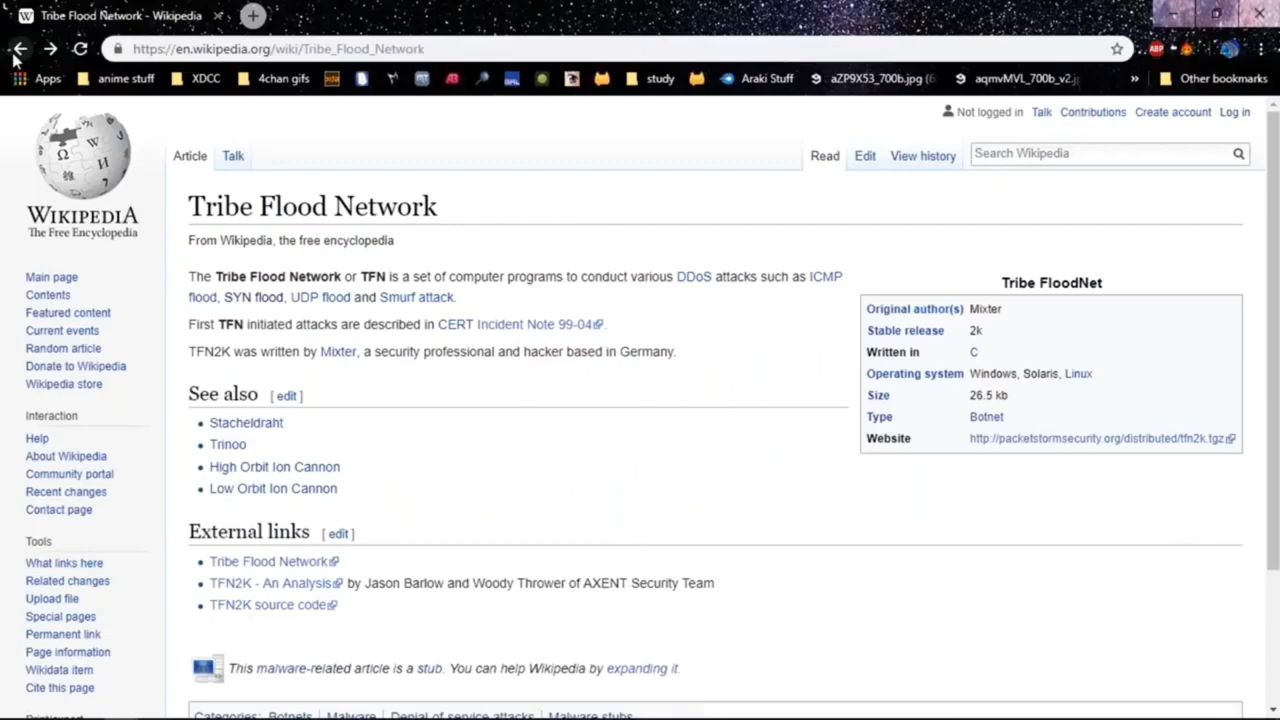 Tribe Flood Network - Wikipedia
https://en.wikipedia.org/wiki/Tribe_Flood_Network
ABP
Apps anime stuff XDCC 4chan gifs study Araki Stuff aZP9X53_700b.jpg (6 aqmvMVL_700b_v2.j » Other bookmarks
Not logged in Talk Contributions Create account Log in
Article Talk Read Edit View history Search Wikipedia
WIKIPEDIA
The Free Encyclopedia
Main page
Contents
Featured content
Current events
Random article
Donate to Wikipedia
Wikipedia store
Interaction
Help
About Wikipedia
Community portal
Recent changes
Contact page
Tools
What links here
Related changes
Upload file
Special pages
Permanent link
Page information
Wikidata item
Cite this page
Tribe Flood Network
From Wikipedia, the free encyclopedia
The Tribe Flood Network or TFN is a set of computer programs to conduct various DDoS attacks such as ICMP
flood, SYN flood, UDP flood and Smurf attack.
First TFN initiated attacks are described in CERT Incident Note 99-04.
TFN2K was written by Mixter, a security professional and hacker based in Germany.
See also [ edit ]
Stacheldraht
Trinoo
High Orbit Ion Cannon
Low Orbit Ion Cannon
External links [ edit ]
Tribe Flood Network
TFN2K - An Analysis by Jason Barlow and Woody Thrower of AXENT Security Team
TFN2K source code
This malware-related article is a stub. You can help Wikipedia by expanding it.
Categories: Botnets | Malware | Denial of service attacks | Malware stubs
Tribe FloodNet
Original author(s) Mixter
Stable release 2k
Written in C
Operating system Windows, Solaris, Linux
Size 26.5 kb
Type Botnet
Website http://packetstormsecurity.org/distributed/tfn2k.tgz